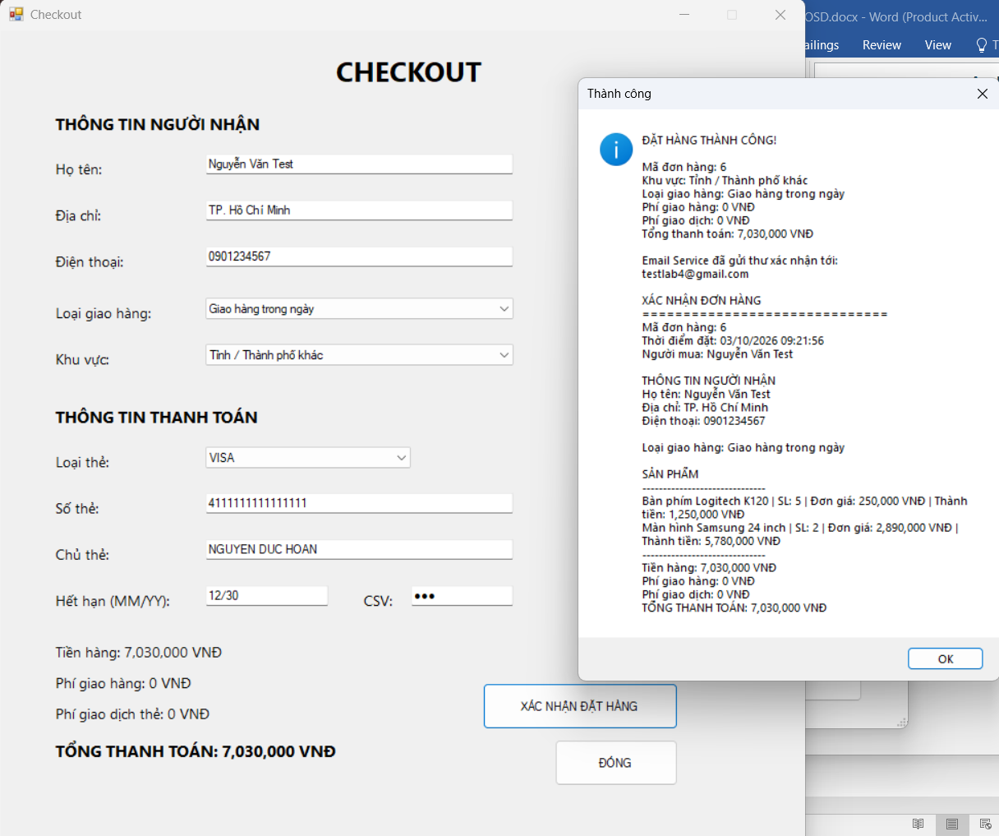 Checkout
OSD.docx - Word (Product Activ...
ailings Review View T
CHECKOUT
THÔNG TIN NGƯỜI NHẬN
Họ tên: Nguyễn Văn Test
Địa chỉ: TP. Hồ Chí Minh
Điện thoại: 0901234567
Loại giao hàng: Giao hàng trong ngày
Khu vực: Tỉnh / Thành phố khác
THÔNG TIN THANH TOÁN
Loại thẻ: VISA
Số thẻ: 4111111111111111
Chủ thẻ: NGUYEN DUC HOAN
Hết hạn (MM/YY): 12/30 CSV: ●●●
Tiền hàng: 7,030,000 VNĐ
Phí giao hàng: 0 VNĐ
Phí giao dịch thẻ: 0 VNĐ
TỔNG THANH TOÁN: 7,030,000 VNĐ
XÁC NHẬN ĐẶT HÀNG
ĐÓNG
Thành công
ĐẶT HÀNG THÀNH CÔNG!
Mã đơn hàng: 6
Khu vực: Tỉnh / Thành phố khác
Loại giao hàng: Giao hàng trong ngày
Phí giao hàng: 0 VNĐ
Phí giao dịch: 0 VNĐ
Tổng thanh toán: 7,030,000 VNĐ
Email Service đã gửi thư xác nhận tới:
testlab4@gmail.com
XÁC NHẬN ĐƠN HÀNG
==============================
Mã đơn hàng: 6
Thời điểm đặt: 03/10/2026 09:21:56
Người mua: Nguyễn Văn Test
THÔNG TIN NGƯỜI NHẬN
Họ tên: Nguyễn Văn Test
Địa chỉ: TP. Hồ Chí Minh
Điện thoại: 0901234567
Loại giao hàng: Giao hàng trong ngày
SẢN PHẨM
------------------------------
Bàn phím Logitech K120 | SL: 5 | Đơn giá: 250,000 VNĐ | Thành
tiền: 1,250,000 VNĐ
Màn hình Samsung 24 inch | SL: 2 | Đơn giá: 2,890,000 VNĐ |
Thành tiền: 5,780,000 VNĐ
------------------------------
Tiền hàng: 7,030,000 VNĐ
Phí giao hàng: 0 VNĐ
Phí giao dịch: 0 VNĐ
TỔNG THANH TOÁN: 7,030,000 VNĐ
OK